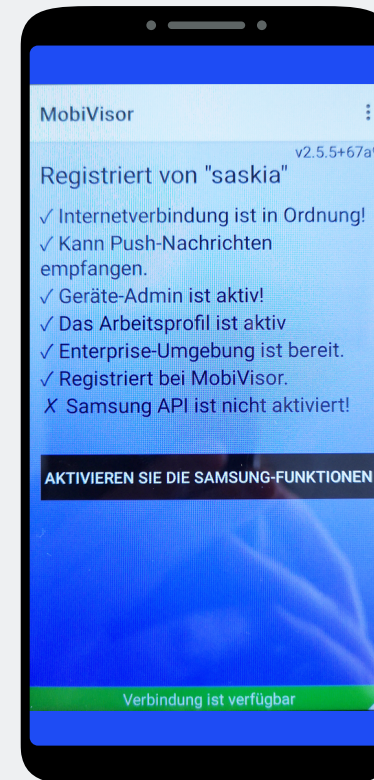 MobiVisor
v2.5.5+67a
Registriert von "saskia"
✓ Internetverbindung ist in Ordnung!
✓ Kann Push-Nachrichten
empfangen.
✓ Geräte-Admin ist aktiv!
✓ Das Arbeitsprofil ist aktiv
✓ Enterprise-Umgebung ist bereit.
✓ Registriert bei MobiVisor.
✗ Samsung API ist nicht aktiviert!
AKTIVIEREN SIE DIE SAMSUNG-FUNKTIONEN
Verbindung ist verfügbar